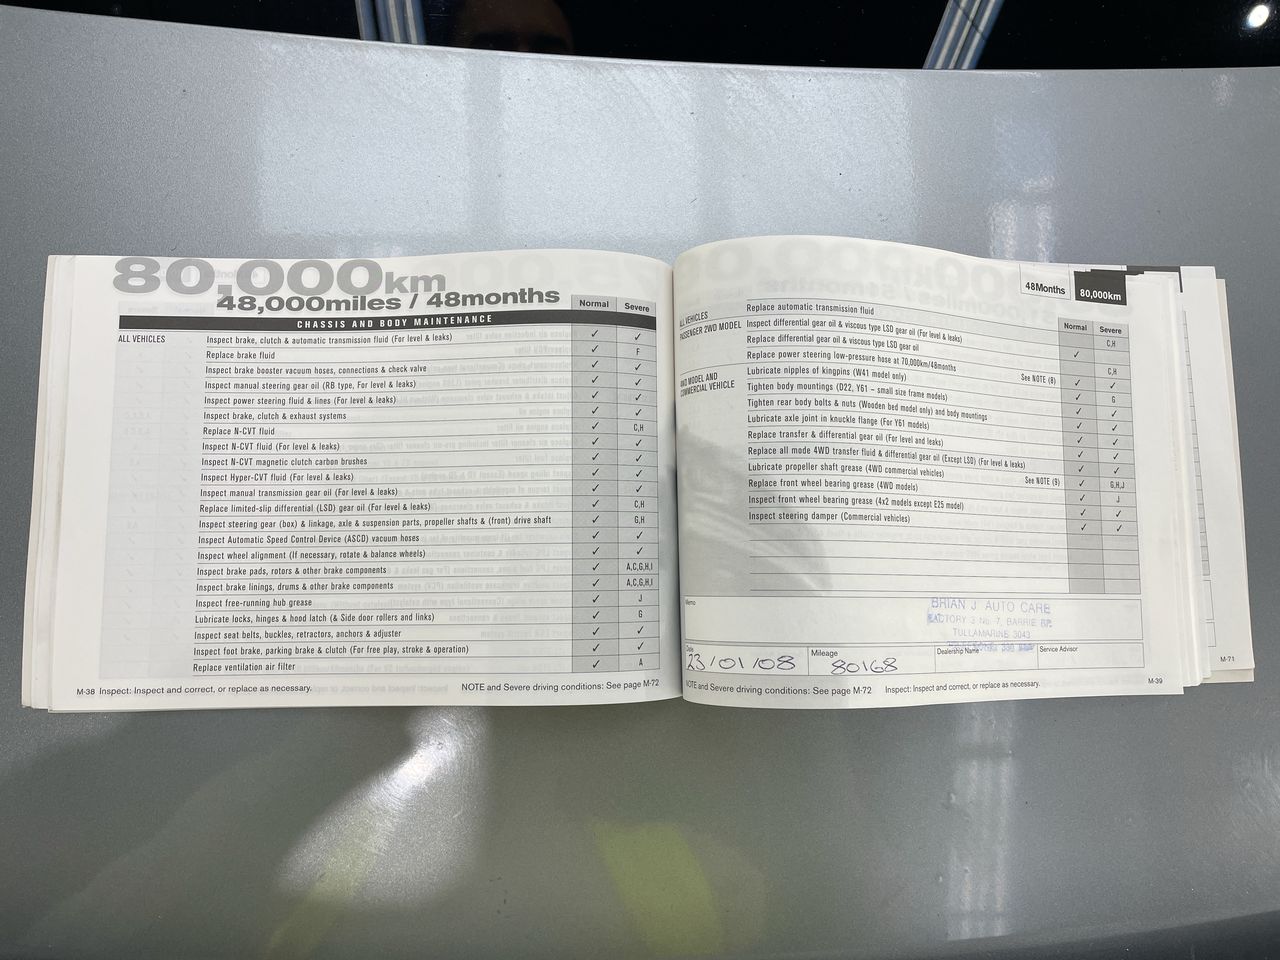 80,000km
48,000miles / 48months
Normal Severe
CHASSIS AND BODY MAINTENANCE
ALL VEHICLES Inspect brake, clutch & automatic transmission fluid (For level & leaks) ✓ ✓
Replace brake fluid ✓ F
Inspect brake booster vacuum hoses, connections & check valve ✓ ✓
Inspect manual steering gear oil (RB type, For level & leaks) ✓ ✓
Inspect power steering fluid & lines (For level & leaks) ✓ ✓
Inspect brake, clutch & exhaust systems ✓ ✓
Replace N-CVT fluid ✓ C,H
Inspect N-CVT fluid (For level & leaks) ✓ ✓
Inspect N-CVT magnetic clutch carbon brushes ✓ ✓
Inspect Hyper-CVT fluid (For level & leaks) ✓ ✓
Inspect manual transmission gear oil (For level & leaks) ✓ ✓
Replace limited-slip differential (LSD) gear oil (For level & leaks) ✓ C,H
Inspect steering gear (box) & linkage, axle & suspension parts, propeller shafts & (front) drive shaft ✓ G,H
Inspect Automatic Speed Control Device (ASCD) vacuum hoses ✓ ✓
Inspect wheel alignment (If necessary, rotate & balance wheels) ✓ ✓
Inspect brake pads, rotors & other brake components ✓ A,C,G,H,I
Inspect brake linings, drums & other brake components ✓ A,C,G,H,I
Inspect free-running hub grease ✓ J
Lubricate locks, hinges & hood latch (& Side door rollers and links) ✓ G
Inspect seat belts, buckles, retractors, anchors & adjuster ✓ ✓
Inspect foot brake, parking brake & clutch (For free play, stroke & operation) ✓ ✓
Replace ventilation air filter ✓ A
M-38 Inspect: Inspect and correct, or replace as necessary. NOTE and Severe driving conditions: See page M-72
48Months 80,000km
Normal Severe
ALL VEHICLES Replace automatic transmission fluid C,H
PASSENGER 2WD MODEL Inspect differential gear oil & viscous type LSD gear oil (For level & leaks) ✓
Replace differential gear oil & viscous type LSD gear oil C,H
Replace power steering low-pressure hose at 70,000km/48months See NOTE (8) ✓ ✓
4WD MODEL AND COMMERCIAL VEHICLE Lubricate nipples of kingpins (W41 model only) ✓ G
Tighten body mountings (D22, Y61 – small size frame models) ✓ ✓
Tighten rear body bolts & nuts (Wooden bed model only) and body mountings ✓ ✓
Lubricate axle joint in knuckle flange (For Y61 models) ✓ ✓
Replace transfer & differential gear oil (For level and leaks) ✓ ✓
Replace all mode 4WD transfer fluid & differential gear oil (Except LSD) (For level & leaks) ✓ ✓
Lubricate propeller shaft grease (4WD commercial vehicles) See NOTE (9) ✓ G,H,J
Replace front wheel bearing grease (4WD models) ✓ J
Inspect front wheel bearing grease (4x2 models except E25 model) ✓ ✓
Inspect steering damper (Commercial vehicles) ✓ ✓
Memo
BRIAN J AUTO CARE
FACTORY 3 No 7, BARRIE RD.
TULLAMARINE 3043
Date 23/01/08 Mileage 80168 Dealership Name Service Advisor
NOTE and Severe driving conditions: See page M-72 Inspect: Inspect and correct, or replace as necessary. M-39
M-71